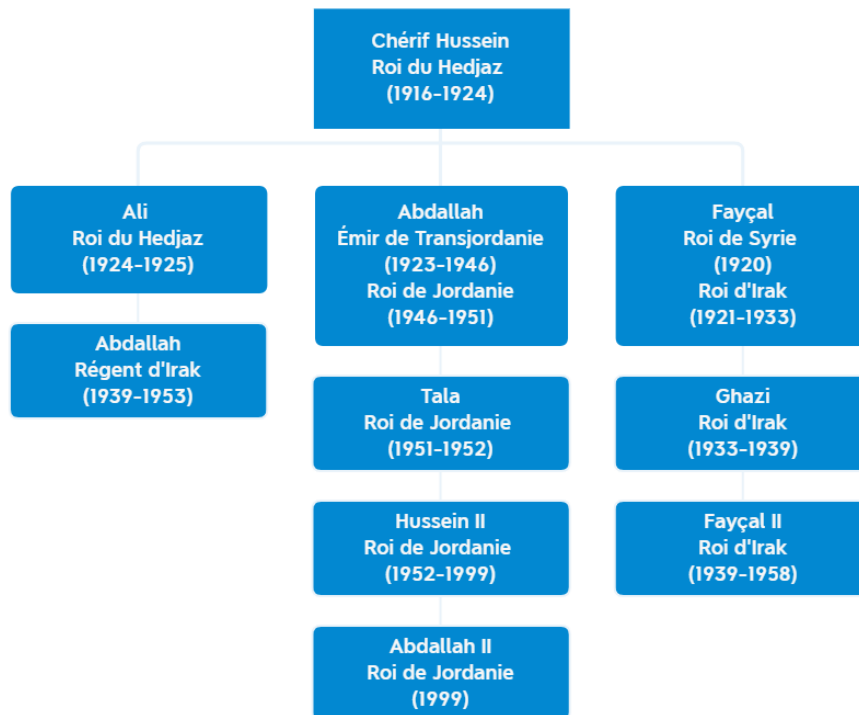 Chérif Hussein
Roi du Hedjaz
(1916-1924)
Ali
Roi du Hedjaz
(1924-1925)
Abdallah
Régent d'Irak
(1939-1953)
Abdallah
Émir de Transjordanie
(1923-1946)
Roi de Jordanie
(1946-1951)
Tala
Roi de Jordanie
(1951-1952)
Hussein II
Roi de Jordanie
(1952-1999)
Abdallah II
Roi de Jordanie
(1999)
Fayçal
Roi de Syrie
(1920)
Roi d'Irak
(1921-1933)
Ghazi
Roi d'Irak
(1933-1939)
Fayçal II
Roi d'Irak
(1939-1958)